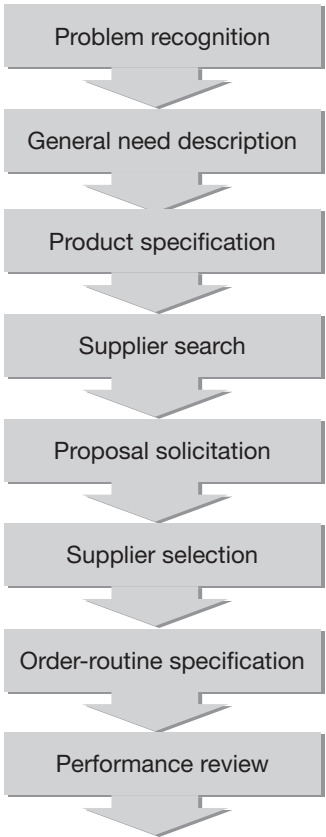 Problem recognition
General need description
Product specification
Supplier search
Proposal solicitation
Supplier selection
Order-routine specification
Performance review